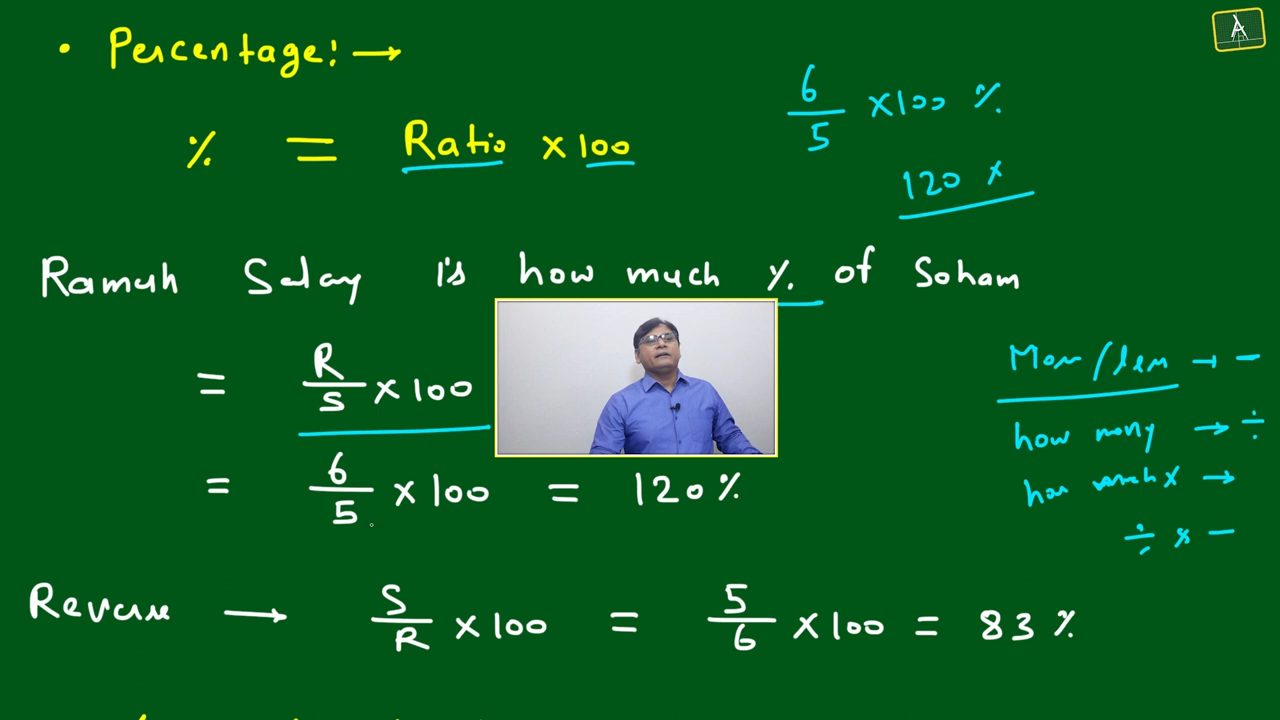 • Percentage:→
% = Ratio ×100
6/5 ×100 %
120 %
Ramesh Salary is how much % of Soham
= R/S ×100
= 6/5 ×100 = 120%
More/less → −
how many → ÷
how much % →
÷ × −
Reverse → S/R ×100 = 5/6 ×100 = 83 %